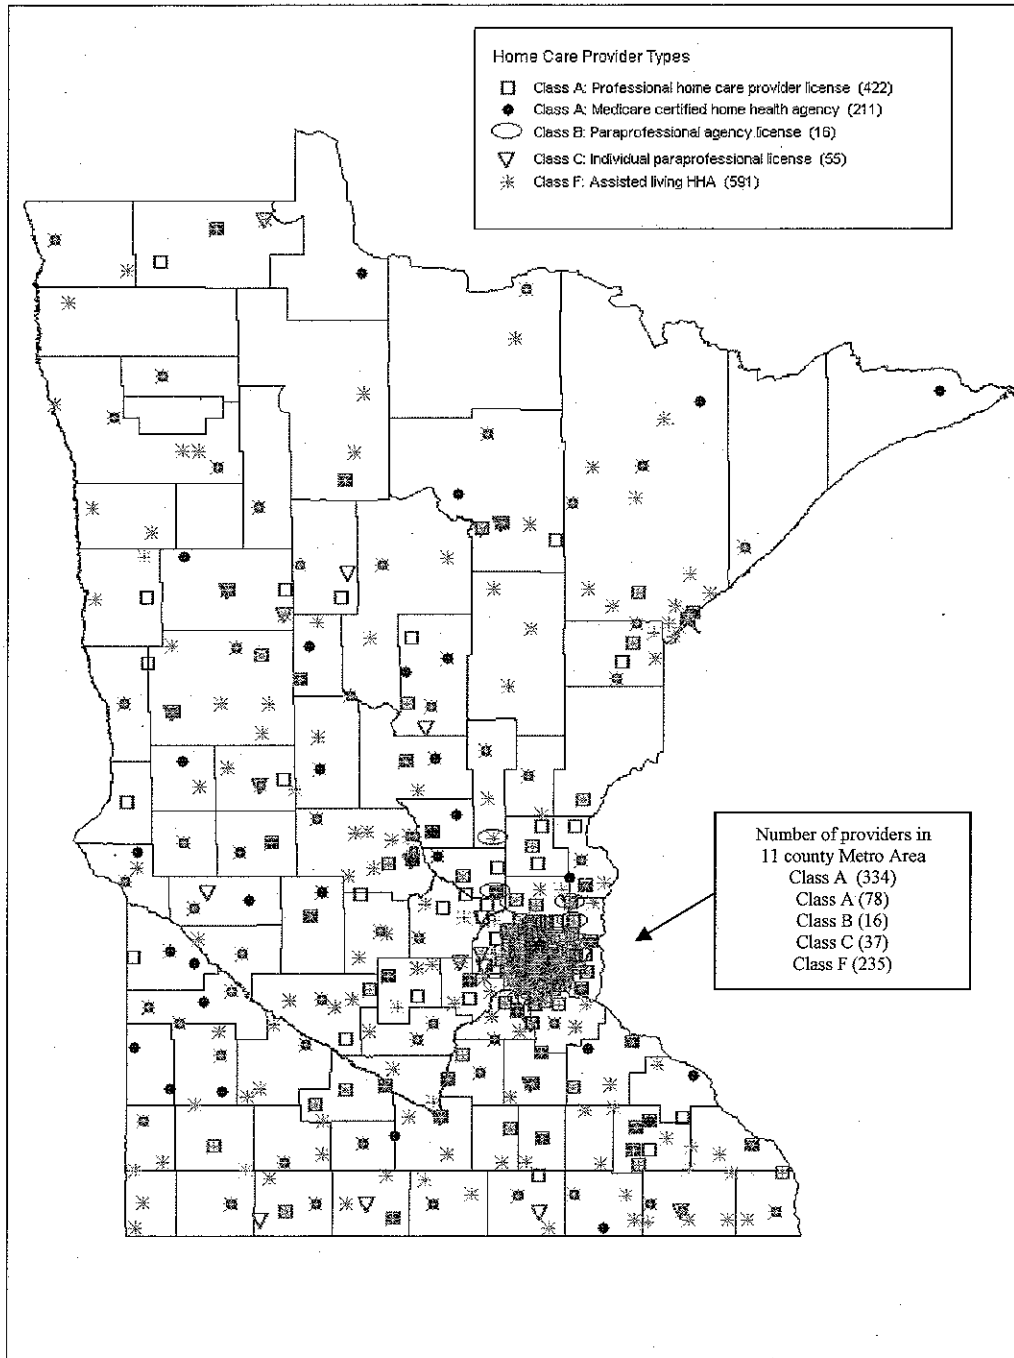 Home Care Provider Types
Class A: Professional home care provider license (422)
Class A: Medicare certified home health agency (211)
Class B: Paraprofessional agency license (16)
Class C: Individual paraprofessional license (55)
Class F: Assisted living HHA (591)
Number of providers in
11 county Metro Area
Class A (334)
Class A (78)
Class B (16)
Class C (37)
Class F (235)